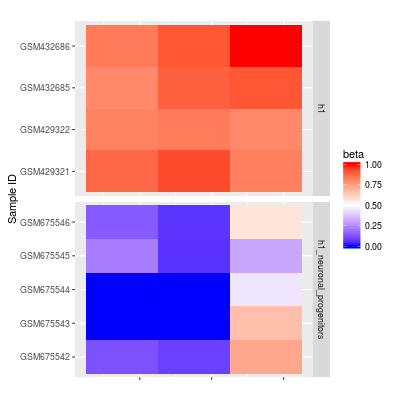 Sample ID
GSM432686
GSM432685
GSM429322
GSM429321
h1
GSM675546
GSM675545
GSM675544
GSM675543
GSM675542
h1_neuronal_progenitors
beta
1.00
0.75
0.50
0.25
0.00